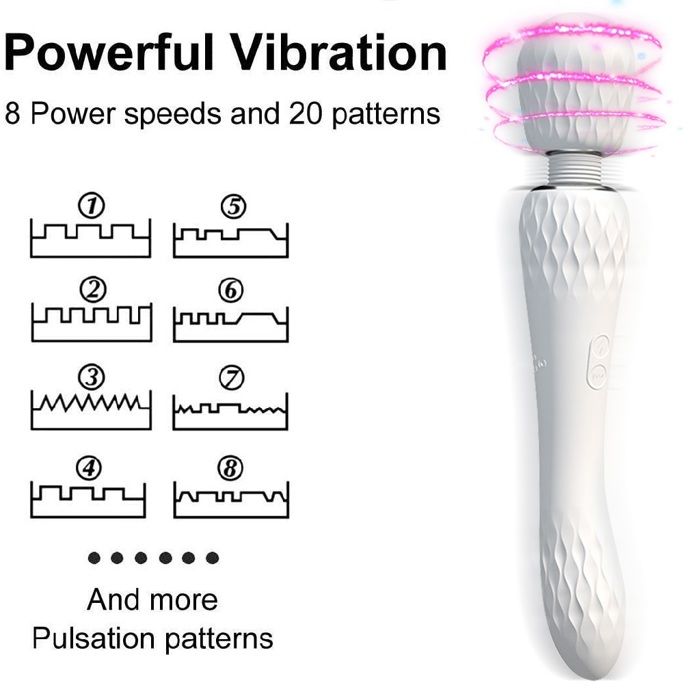 Powerful Vibration
8 Power speeds and 20 patterns
1
5
2
6
3
7
4
8
And more
Pulsation patterns